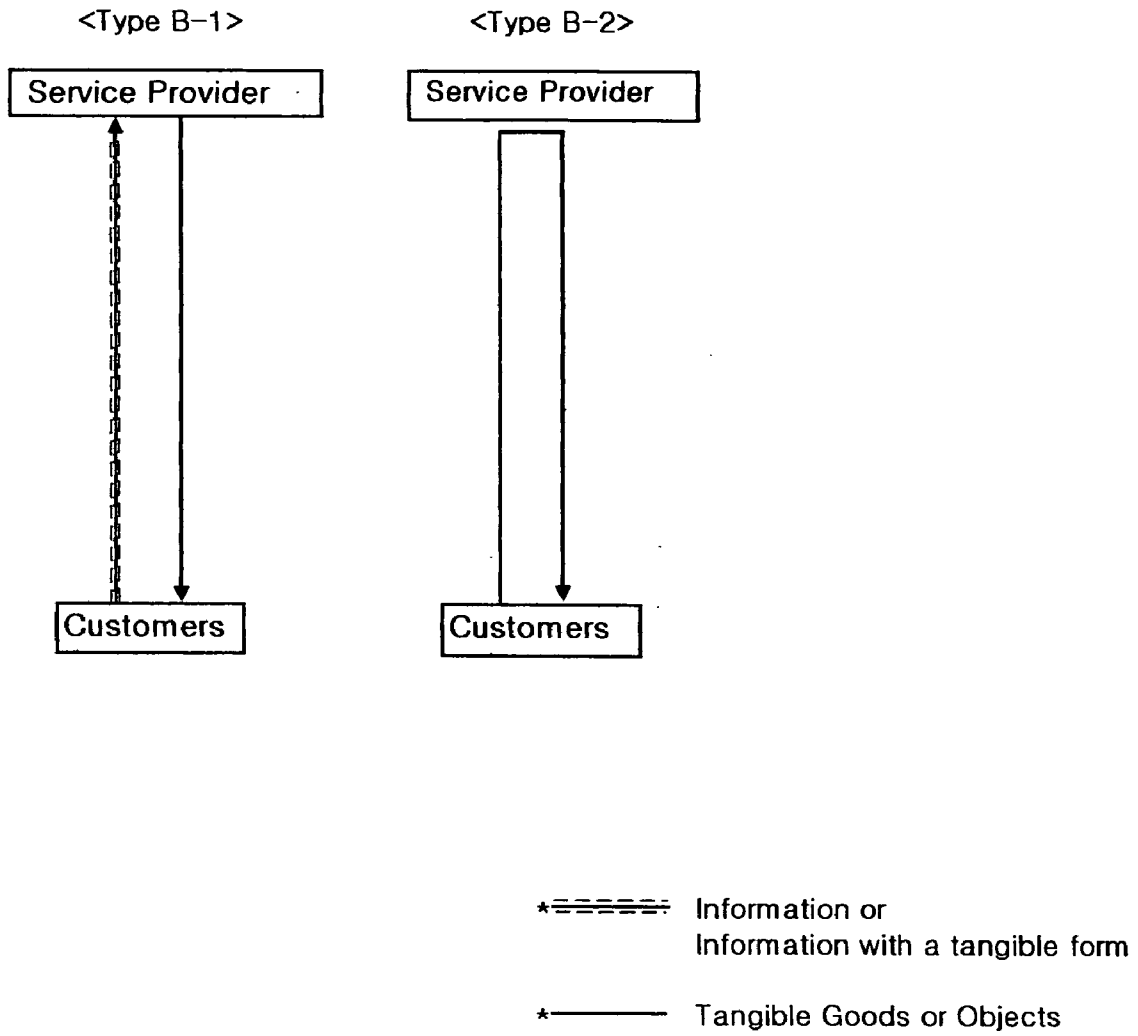 <Type B-1>
<Type B-2>
Service Provider
Service Provider
Customers
Customers
* Information or
Information with a tangible form
* Tangible Goods or Objects